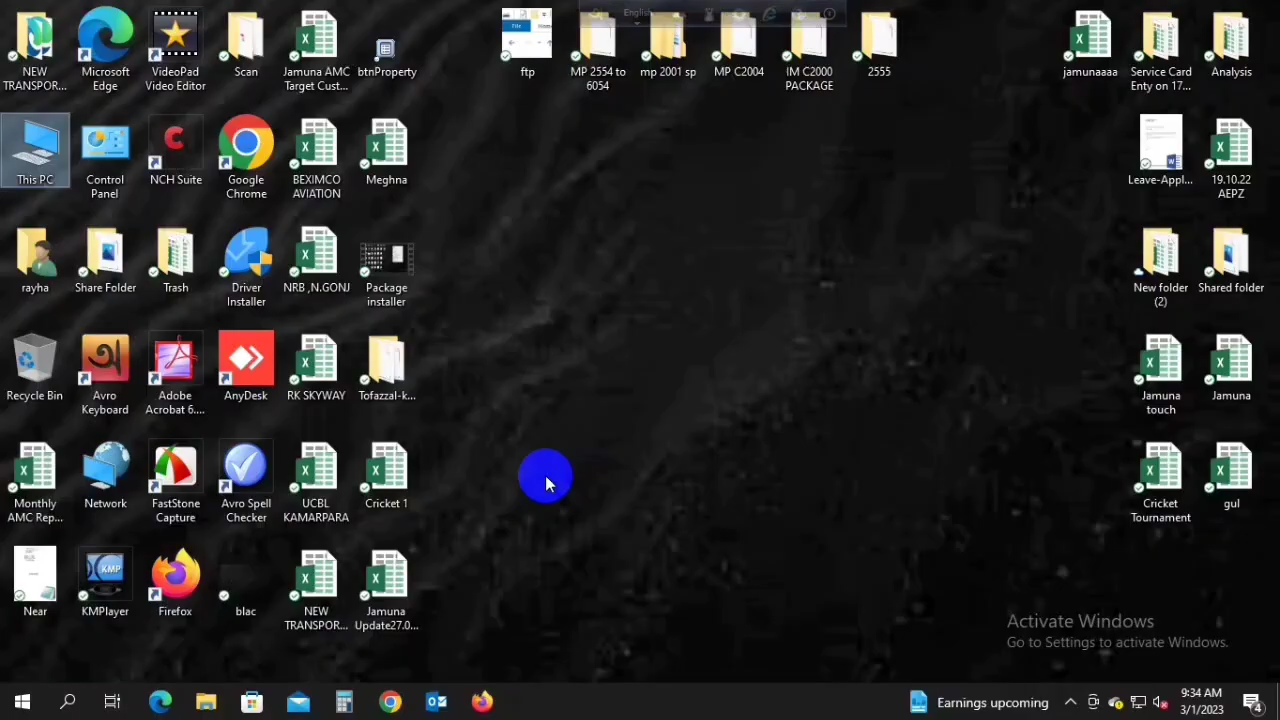 English
NEW
TRANSPOR...
Microsoft
Edge
VideoPad
Video Editor
Scan
Jamuna AMC
Target Cust...
btnProperty
File
ftp
MP 2554 to
6054
mp 2001 sp
MP C2004
IM C2000
PACKAGE
2555
jamunaaaa
Service Card
Enty on 17...
Analysis
This PC
Control
Panel
NCH Suite
Google
Chrome
BEXIMCO
AVIATION
Meghna
Leave-Appl...
19.10.22
AEPZ
rayha
Share Folder
Trash
Driver
Installer
NRB ,N.GONJ
Package
installer
New folder
(2)
Shared folder
Recycle Bin
Avro
Keyboard
Adobe
Acrobat 6....
AnyDesk
RK SKYWAY
Tofazzal-k...
Jamuna
touch
Jamuna
Monthly
AMC Rep...
Network
FastStone
Capture
Avro Spell
Checker
UCBL
KAMARPARA
Cricket 1
Cricket
Tournament
gul
KMP
Near
KMPlayer
Firefox
blac
NEW
TRANSPOR...
Jamuna
Update27.0...
Activate Windows
Go to Settings to activate Windows.
Earnings upcoming
9:34 AM
3/1/2023
4